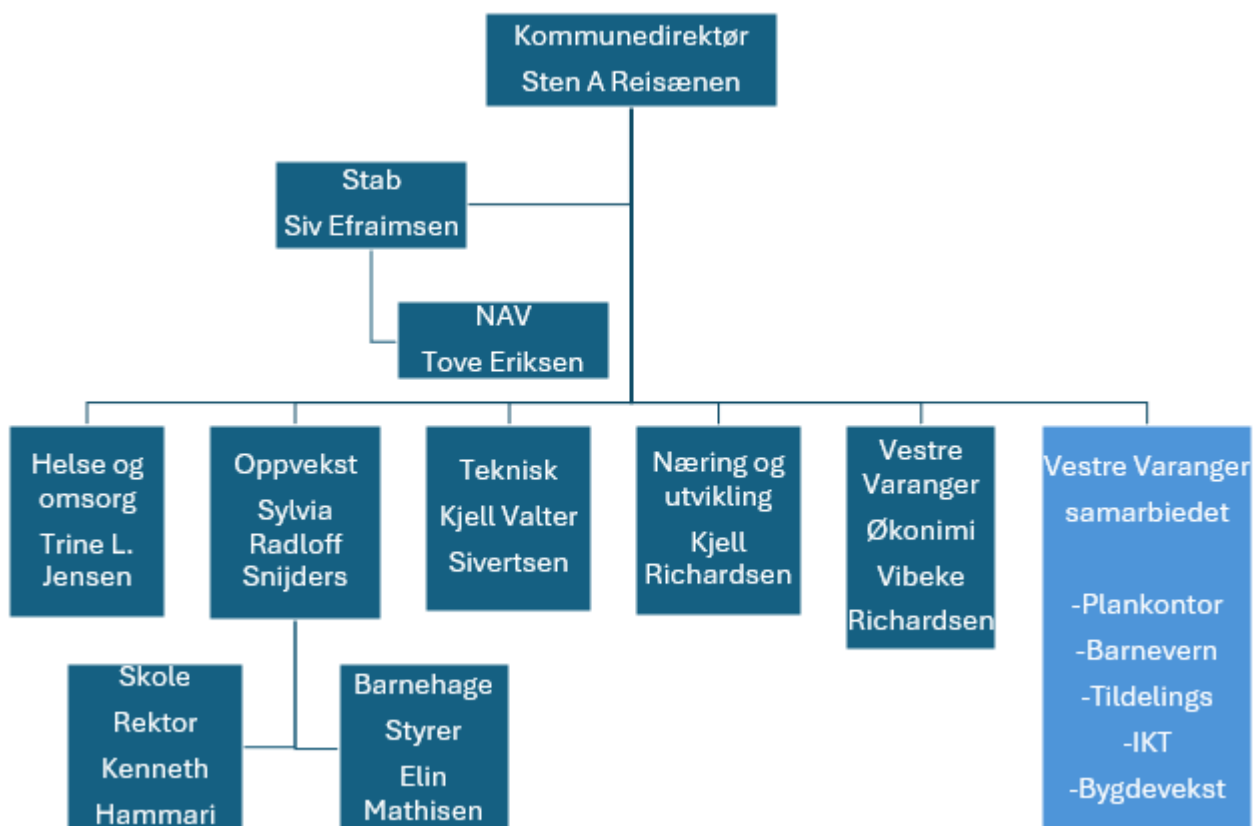 Kommunedirektør
Sten A Reisænen
Stab
Siv Efraimsen
NAV
Tove Eriksen
Helse og
omsorg
Trine L.
Jensen
Oppvekst
Sylvia
Radloff
Snijders
Teknisk
Kjell Valter
Sivertsen
Næring og
utvikling
Kjell
Richardsen
Vestre
Varanger
Økonimi
Vibeke
Richardsen
Vestre Varanger
samarbiedet
-Plankontor
-Barnevern
-Tildelings
-IKT
-Bygdevekst
Skole
Rektor
Kenneth
Hammari
Barnehage
Styrer
Elin
Mathisen